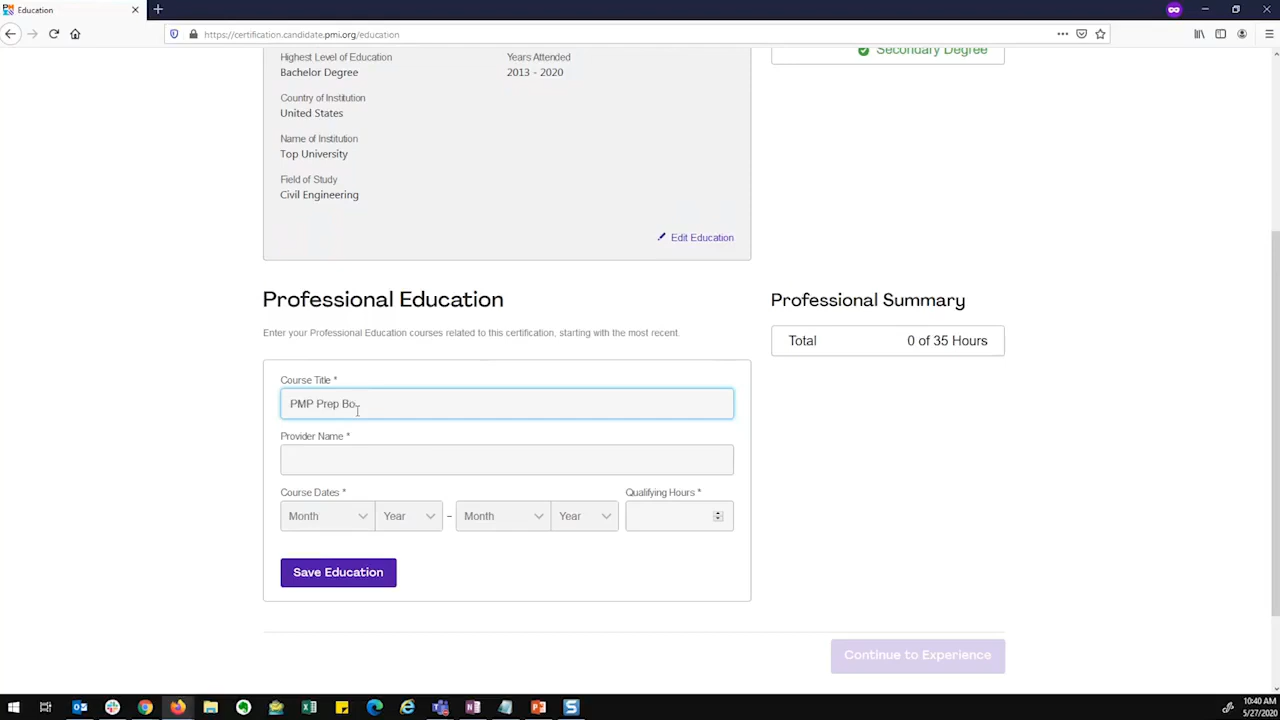 Education
https://certification.candidate.pmi.org/education
Highest Level of Education
Bachelor Degree
Years Attended
2013 - 2020
Secondary Degree
Country of Institution
United States
Name of Institution
Top University
Field of Study
Civil Engineering
Edit Education
Professional Education
Enter your Professional Education courses related to this certification, starting with the most recent.
Professional Summary
Total 0 of 35 Hours
Course Title *
PMP Prep Bo
Provider Name *
Course Dates * Qualifying Hours *
Month Year – Month Year
Save Education
Continue to Experience
10:40 AM
5/27/2020